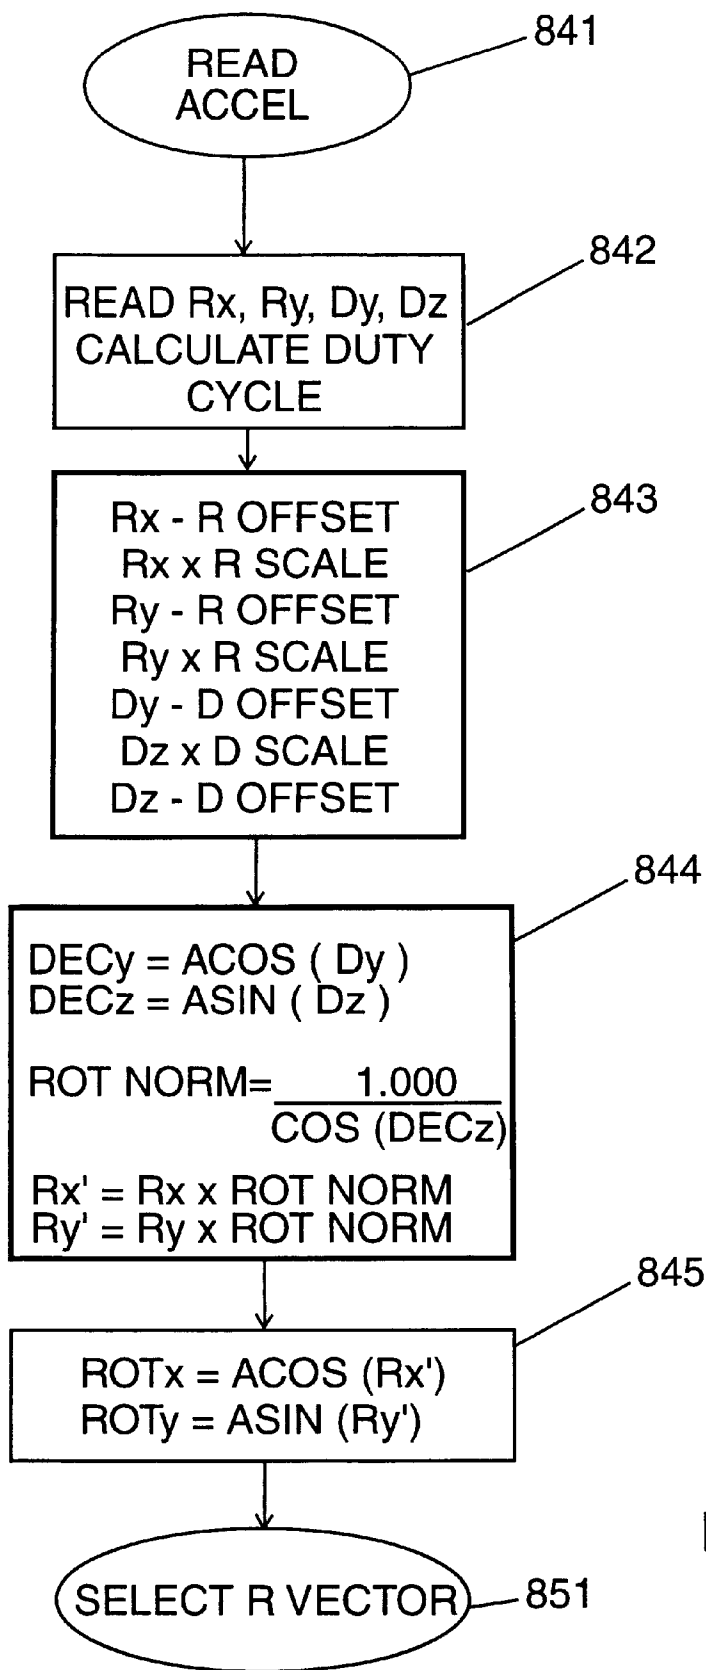 READ
ACCEL
841
842
READ Rx, Ry, Dy, Dz
CALCULATE DUTY
CYCLE
843
Rx - R OFFSET
Rx x R SCALE
Ry - R OFFSET
Ry x R SCALE
Dy - D OFFSET
Dz x D SCALE
Dz - D OFFSET
844
DECy = ACOS ( Dy )
DECz = ASIN ( Dz )
ROT NORM= 1.000
COS (DECz)
Rx' = Rx x ROT NORM
Ry' = Ry x ROT NORM
845
ROTx = ACOS (Rx')
ROTy = ASIN (Ry')
SELECT R VECTOR
851